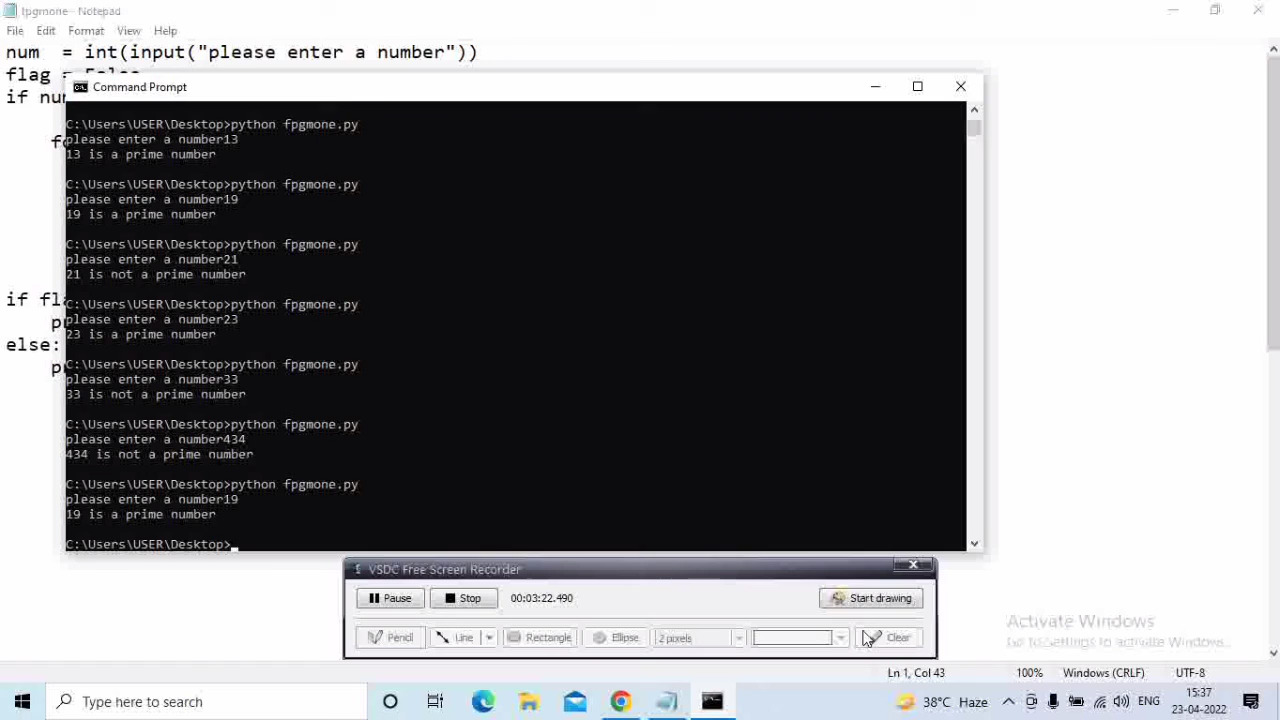 fpgmone - Notepad
File Edit Format View Help
num = int(input("please enter a number"))
flag = False
if num
fo
if fla
pr
else:
pr
Command Prompt
C:\Users\USER\Desktop>python fpgmone.py
please enter a number13
13 is a prime number
C:\Users\USER\Desktop>python fpgmone.py
please enter a number19
19 is a prime number
C:\Users\USER\Desktop>python fpgmone.py
please enter a number21
21 is not a prime number
C:\Users\USER\Desktop>python fpgmone.py
please enter a number23
23 is a prime number
C:\Users\USER\Desktop>python fpgmone.py
please enter a number33
33 is not a prime number
C:\Users\USER\Desktop>python fpgmone.py
please enter a number434
434 is not a prime number
C:\Users\USER\Desktop>python fpgmone.py
please enter a number19
19 is a prime number
C:\Users\USER\Desktop>
VSDC Free Screen Recorder
Pause Stop 00:03:22.490 Start drawing
Pencil Line Rectangle Ellipse 2 pixels Clear
Activate Windows
Go to Settings to activate Windows.
Ln 1, Col 43 100% Windows (CRLF) UTF-8
Type here to search
38°C Haze ENG 15:37
23-04-2022